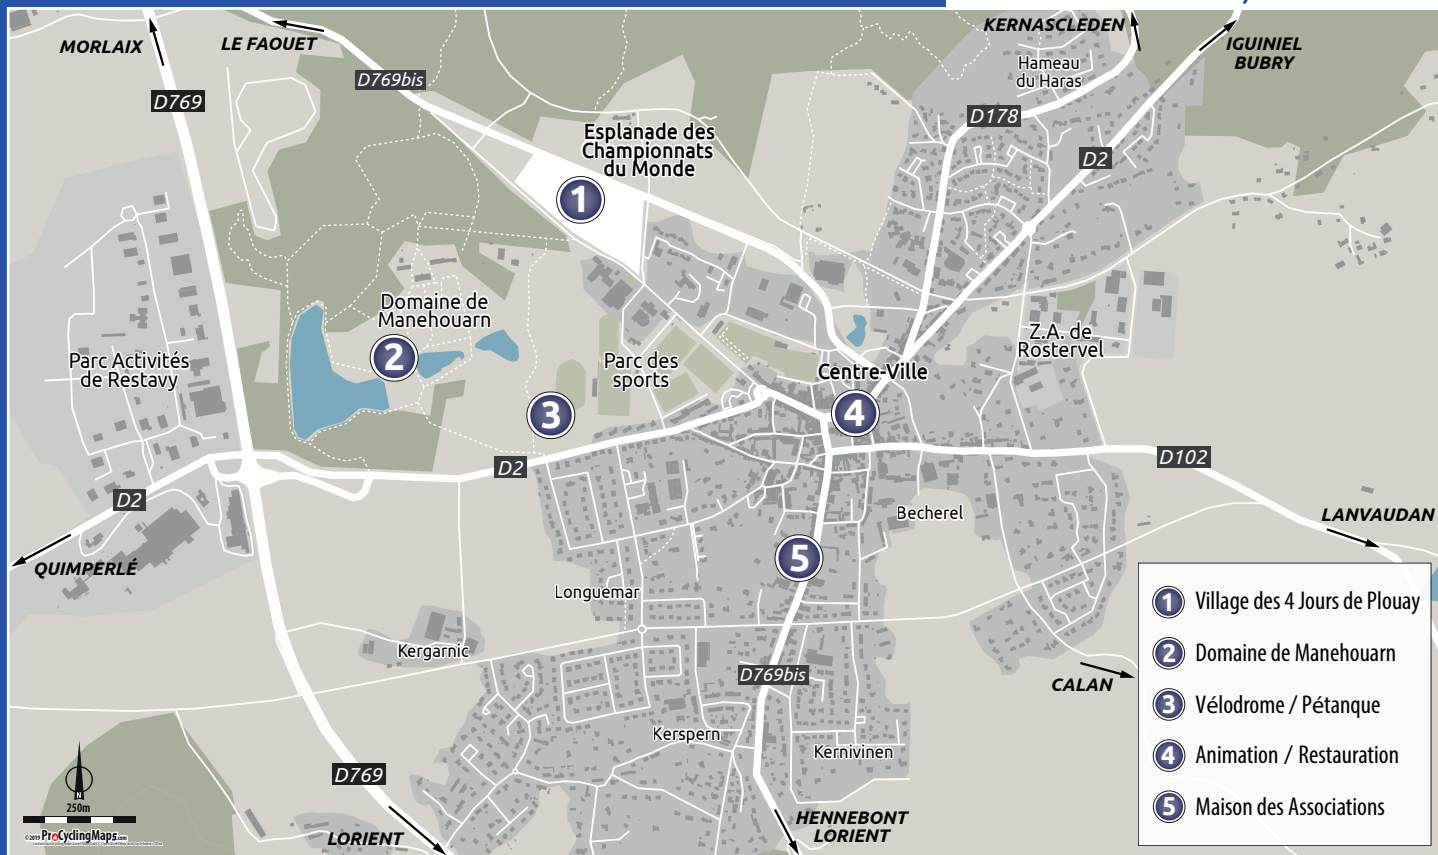 MORLAIX
LE FAOUET
KERNASCLEDEN
IGUINIEL
BUBRY
Hameau
du Haras
D769
D769bis
D178
D2
Esplanade des
Championnats
du Monde
1
Domaine de
Manehouarn
2
Parc Activités
de Restavy
Parc des
sports
3
Centre-Ville
4
Z.A. de
Rostervel
D2
D2
D102
LANVAUDAN
Becherel
QUIMPERLÉ
5
Longuemar
Kergarnic
D769bis
CALAN
Kerspern
Kernivinen
D769
LORIENT
HENNEBONT
LORIENT
N
250m
©2019 ProCyclingMaps.com
1 Village des 4 Jours de Plouay
2 Domaine de Manehouarn
3 Vélodrome / Pétanque
4 Animation / Restauration
5 Maison des Associations